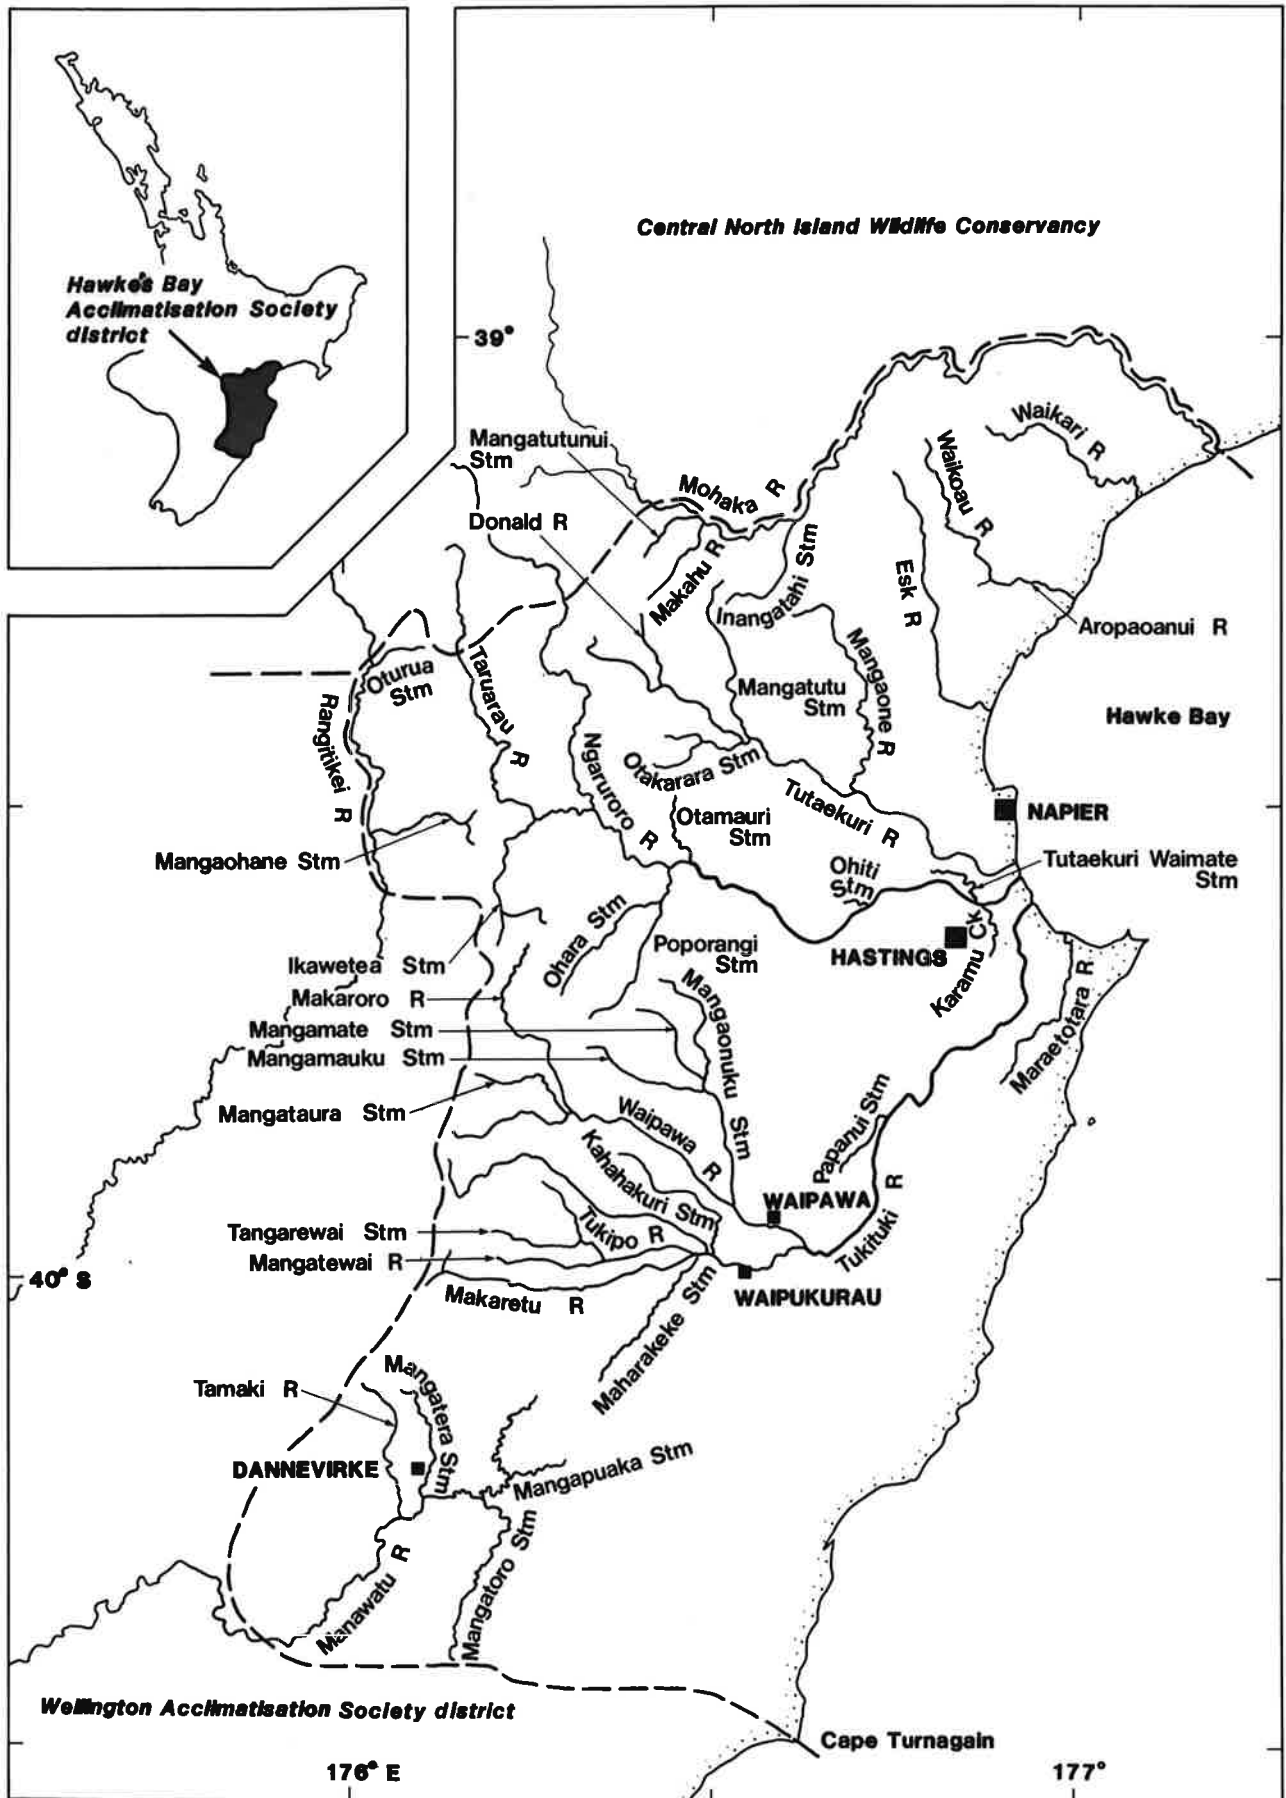 Central North Island Wildlife Conservancy
Hawke's Bay
Acclimatisation Society
district
39°
Waikari R
Mangatutunui
Stm
Waikoau R
Mohaka R
Donald R
Makahu R
Inangatahi Stm
Esk R
Aropaoanui R
Oturua
Stm
Taruarau R
Mangaone R
Mangatutu
Stm
Rangitikei R
Hawke Bay
Ngaruroro R
Otakarara Stm
Tutaekuri R
Otamauri
Stm
NAPIER
Mangaohane Stm
Ohiti
Stm
Tutaekuri Waimate
Stm
Ohara Stm
Poporangi
Stm
HASTINGS
Karamu Ck
Ikawetea Stm
Makaroro R
Mangaonuku Stm
Maraetotara R
Mangamate Stm
Mangamauku Stm
Mangataura Stm
Waipawa R
Papanui Stm
Kahahakuri Stm
WAIPAWA
Tangarewai Stm
Tukipo R
Tukituki R
Mangatewai R
40° S
Makaretu R
WAIPUKURAU
Maharakeke Stm
Tamaki R
Mangatera Stm
DANNEVIRKE
Mangapuaka Stm
Manawatu R
Mangatoro Stm
Wellington Acclimatisation Society district
Cape Turnagain
176° E
177°